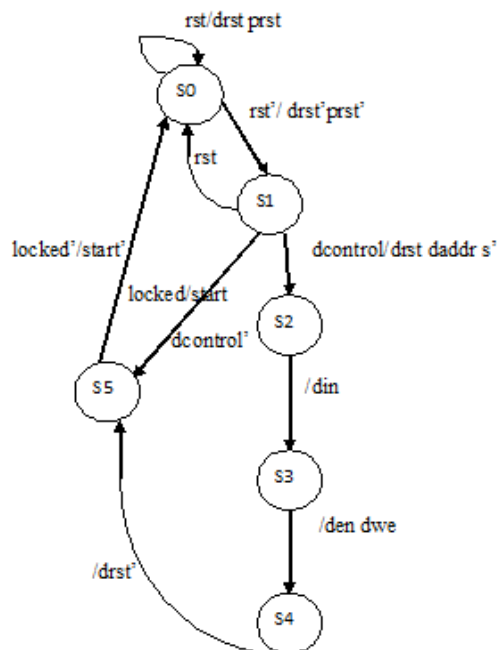 rst/drst prst
S0
rst'/ drst'prst'
rst
S1
locked'/start'
dcontrol/drst daddr s'
locked/start
S2
dcontrol'
/din
S5
S3
/den dwe
/drst'
S4